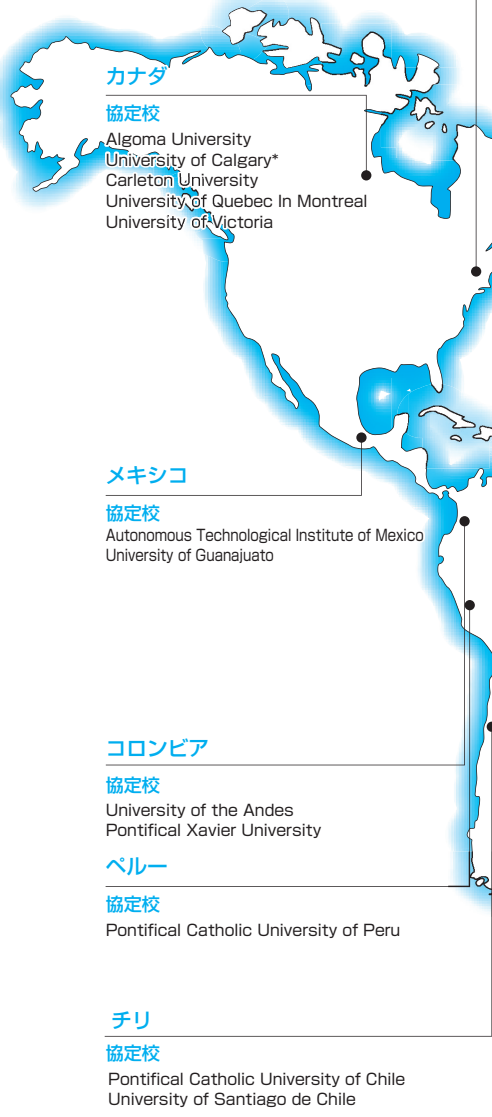 カナダ
協定校
Algoma University
University of Calgary*
Carleton University
University of Quebec In Montreal
University of Victoria
メキシコ
協定校
Autonomous Technological Institute of Mexico
University of Guanajuato
コロンビア
協定校
University of the Andes
Pontifical Xavier University
ペルー
協定校
Pontifical Catholic University of Peru
チリ
協定校
Pontifical Catholic University of Chile
University of Santiago de Chile